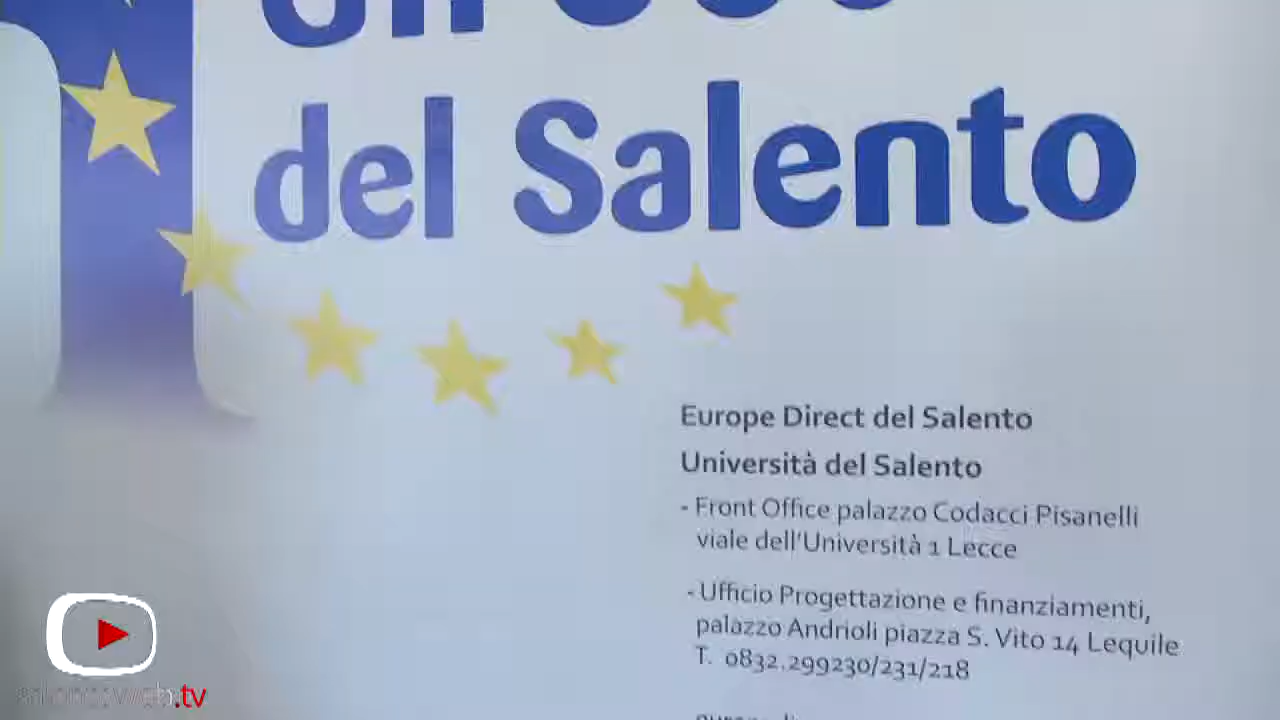 del Salento
Europe Direct del Salento
Università del Salento
- Front Office palazzo Codacci Pisanelli
viale dell'Università 1 Lecce
- Ufficio Progettazione e finanziamenti,
palazzo Andrioli piazza S. Vito 14 Lequile
T. 0832.299230/231/218
.tv